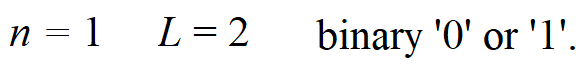 n = 1 L = 2 binary '0' or '1'.